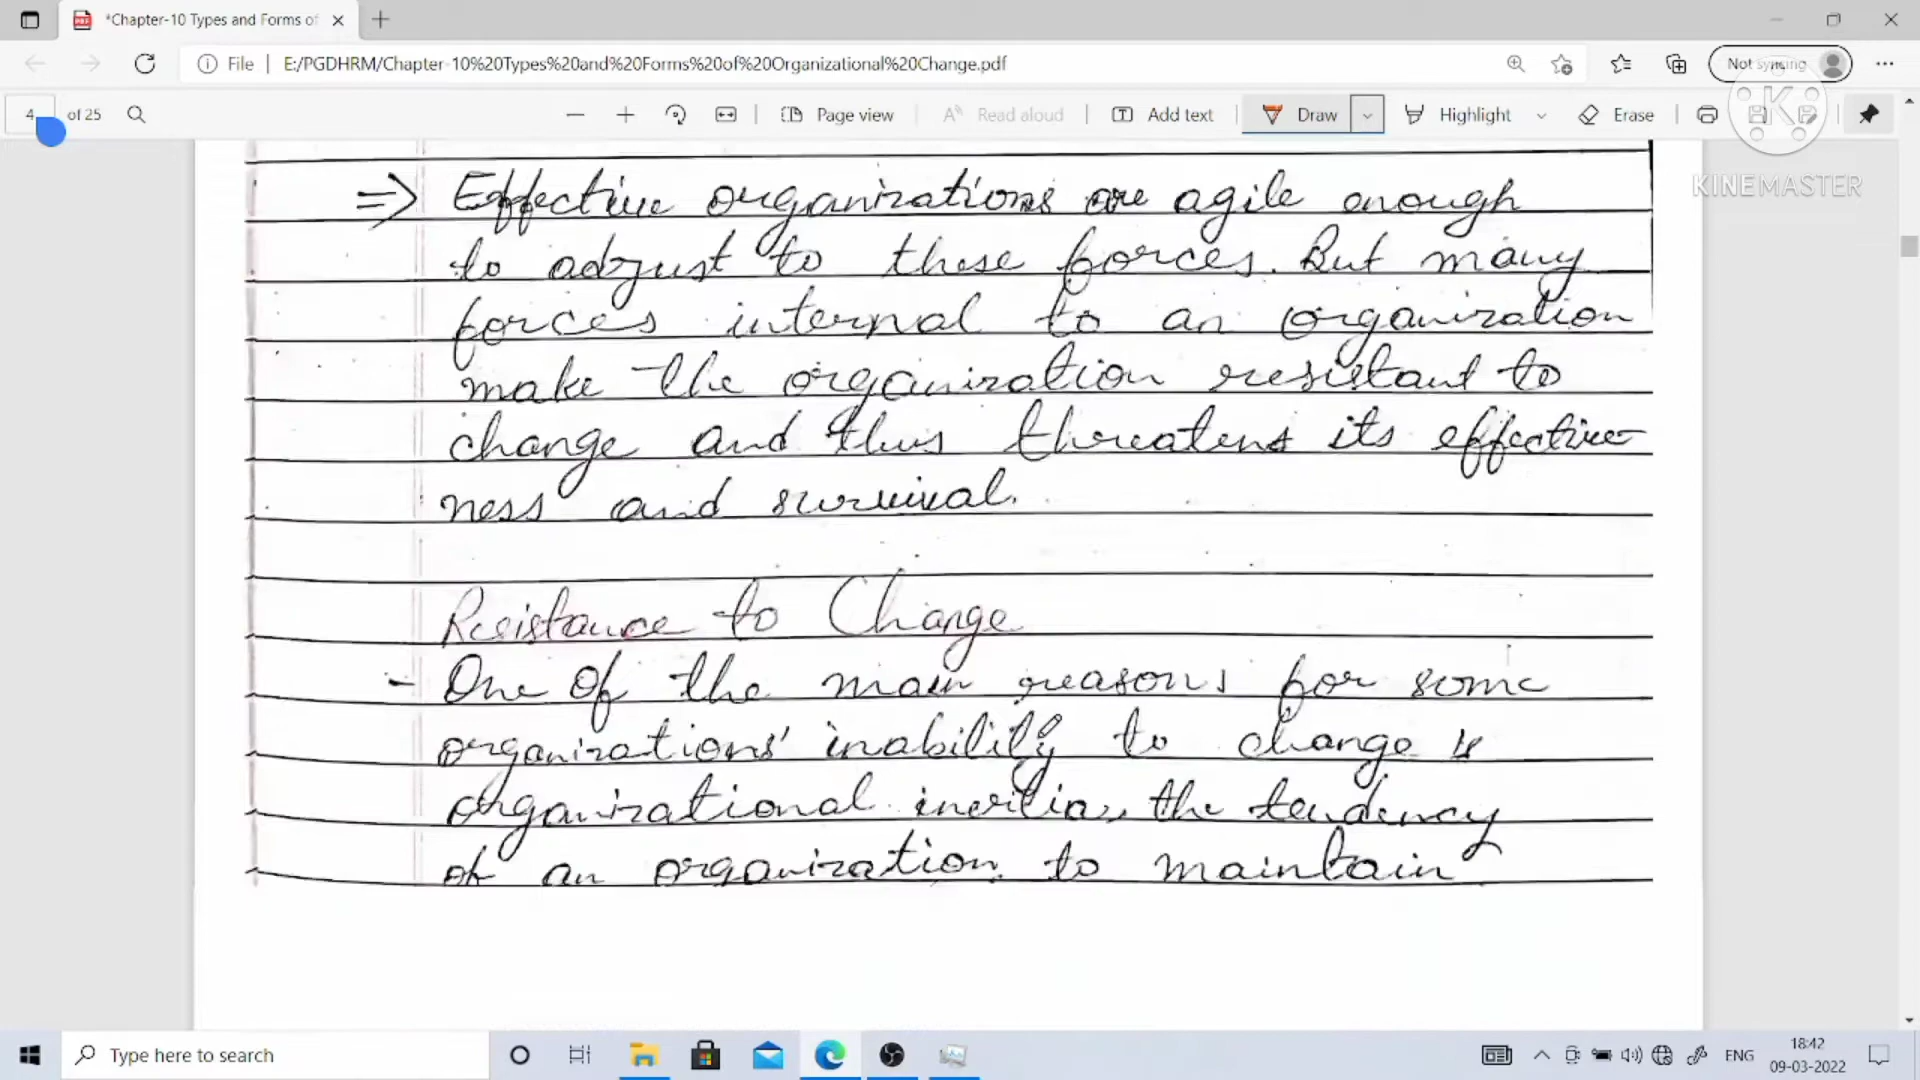 *Chapter-10 Types and Forms of
File
E:/PGDHRM/Chapter-10%20Types%20and%20Forms%20of%20Organizational%20Change.pdf
Not syncing
4 of 25
Page view
Read aloud
Add text
Draw
Highlight
Erase
KINEMASTER
=> Effective organizations are agile enough
to adjust to these forces. But many
forces internal to an organization
make the organization resistant to
change and thus threatens its effective-
ness and survival.
Resistance to Change
- One of the main reasons for some
organizations' inability to change is
organizational inertia, the tendency
of an organization to maintain
Type here to search
ENG
18:42
09-03-2022